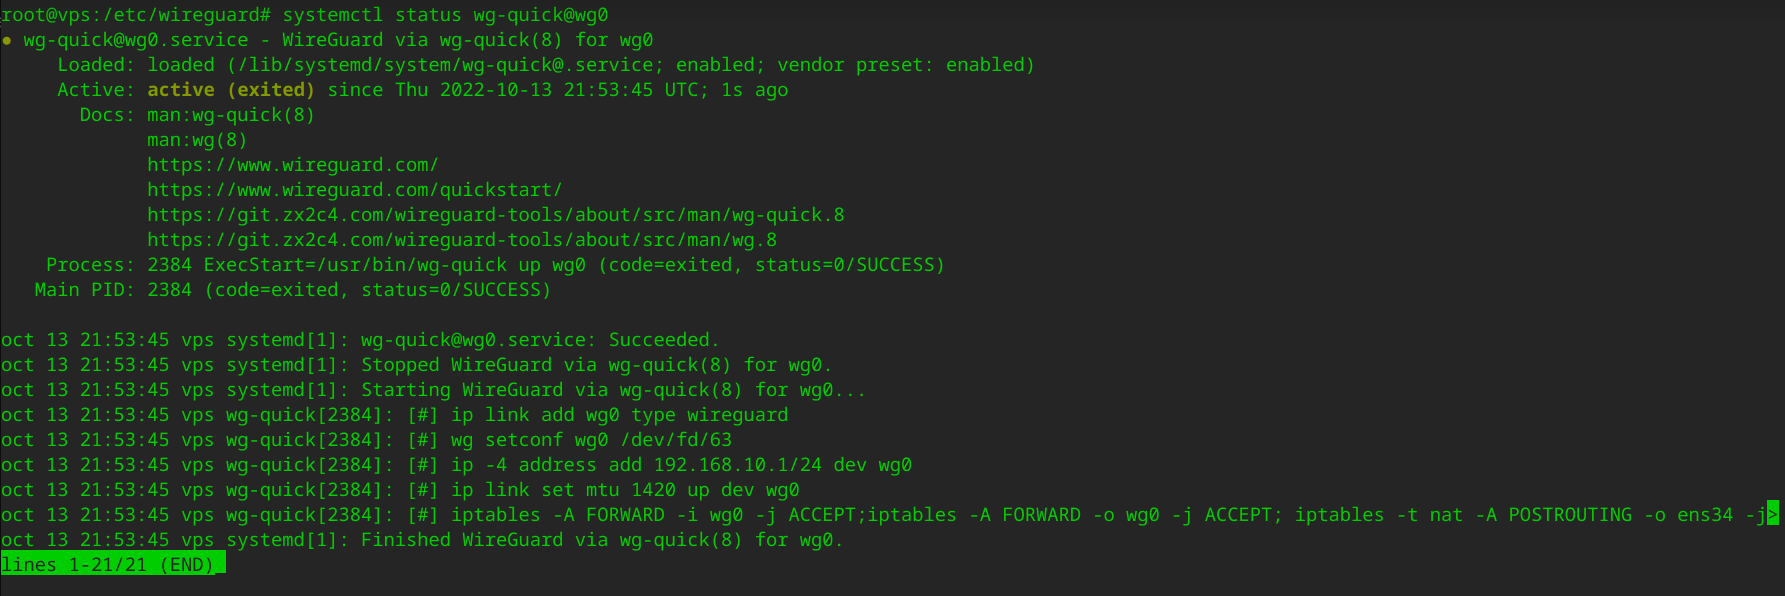 root@vps:/etc/wireguard# systemctl status wg-quick@wg0
● wg-quick@wg0.service - WireGuard via wg-quick(8) for wg0
Loaded: loaded (/lib/systemd/system/wg-quick@.service; enabled; vendor preset: enabled)
Active: active (exited) since Thu 2022-10-13 21:53:45 UTC; 1s ago
Docs: man:wg-quick(8)
man:wg(8)
https://www.wireguard.com/
https://www.wireguard.com/quickstart/
https://git.zx2c4.com/wireguard-tools/about/src/man/wg-quick.8
https://git.zx2c4.com/wireguard-tools/about/src/man/wg.8
Process: 2384 ExecStart=/usr/bin/wg-quick up wg0 (code=exited, status=0/SUCCESS)
Main PID: 2384 (code=exited, status=0/SUCCESS)
oct 13 21:53:45 vps systemd[1]: wg-quick@wg0.service: Succeeded.
oct 13 21:53:45 vps systemd[1]: Stopped WireGuard via wg-quick(8) for wg0.
oct 13 21:53:45 vps systemd[1]: Starting WireGuard via wg-quick(8) for wg0...
oct 13 21:53:45 vps wg-quick[2384]: [#] ip link add wg0 type wireguard
oct 13 21:53:45 vps wg-quick[2384]: [#] wg setconf wg0 /dev/fd/63
oct 13 21:53:45 vps wg-quick[2384]: [#] ip -4 address add 192.168.10.1/24 dev wg0
oct 13 21:53:45 vps wg-quick[2384]: [#] ip link set mtu 1420 up dev wg0
oct 13 21:53:45 vps wg-quick[2384]: [#] iptables -A FORWARD -i wg0 -j ACCEPT;iptables -A FORWARD -o wg0 -j ACCEPT; iptables -t nat -A POSTROUTING -o ens34 -j>
oct 13 21:53:45 vps systemd[1]: Finished WireGuard via wg-quick(8) for wg0.
lines 1-21/21 (END)